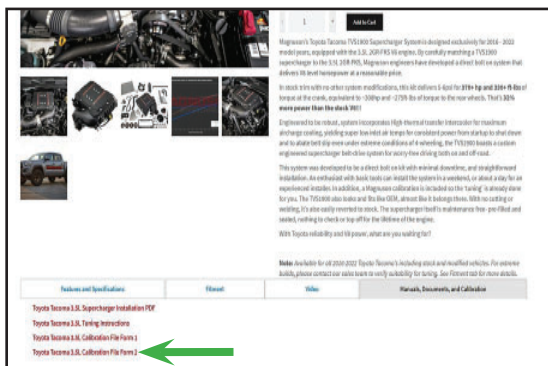 1
Add to Cart
Magnuson's Toyota Tacoma TVS1900 Supercharger System is designed exclusively for 2016 - 2022
model years, equipped with the 3.5L 2GR-FKS V6 engine. By carefully matching a TVS1900
supercharger to the 3.5L 2GR-FKS, Magnuson engineers have developed a direct bolt on system that
delivers V8 level horsepower at a reasonable price.
In stock trim with no other system modifications, this kit delivers 5-6psi for 370+ hp and 330+ ft-lbs of
torque at the crank, equivalent to ~308hp and ~275ft-lbs of torque to the rear wheels. That's 33%
more power than the stock V6!!
Engineered to be robust, system incorporates High thermal transfer intercooler for maximum
air charge cooling, yielding super low inlet air temps for consistent power from startup to shut down
and to abate belt slip even under extreme conditions of 4-wheeling, the TVS1900 boasts a custom
engineered supercharger belt-drive system for worry-free driving both on and off-road.
This system was developed to be a direct bolt on kit with minimal downtime, and straightforward
installation. An enthusiast with basic tools can install the system in a weekend, or about a day for an
experienced installer. In addition, a Magnuson calibration is included so the 'tuning' is already done
for you. The TVS1900 also looks and fits like OEM, almost like it belongs there. With no cutting or
welding, it's also easily reverted to stock. The supercharger itself is maintenance free- pre-filled and
sealed, nothing to check or top off for the lifetime of the engine.
With Toyota reliability and V8 power, what are you waiting for?
Note: Available for all 2016-2022 Toyota Tacoma's including stock and modified vehicles. For extreme
builds, please contact our sales team to verify suitability for tuning. See Fitment tab for more details.
Features and Specifications
Fitment
Video
Manuals, Documents, and Calibration
Toyota Tacoma 3.5L Supercharger Installation PDF
Toyota Tacoma 3.5L Tuning Instructions
Toyota Tacoma 3.5L Calibration File Form 1
Toyota Tacoma 3.5L Calibration File Form 2